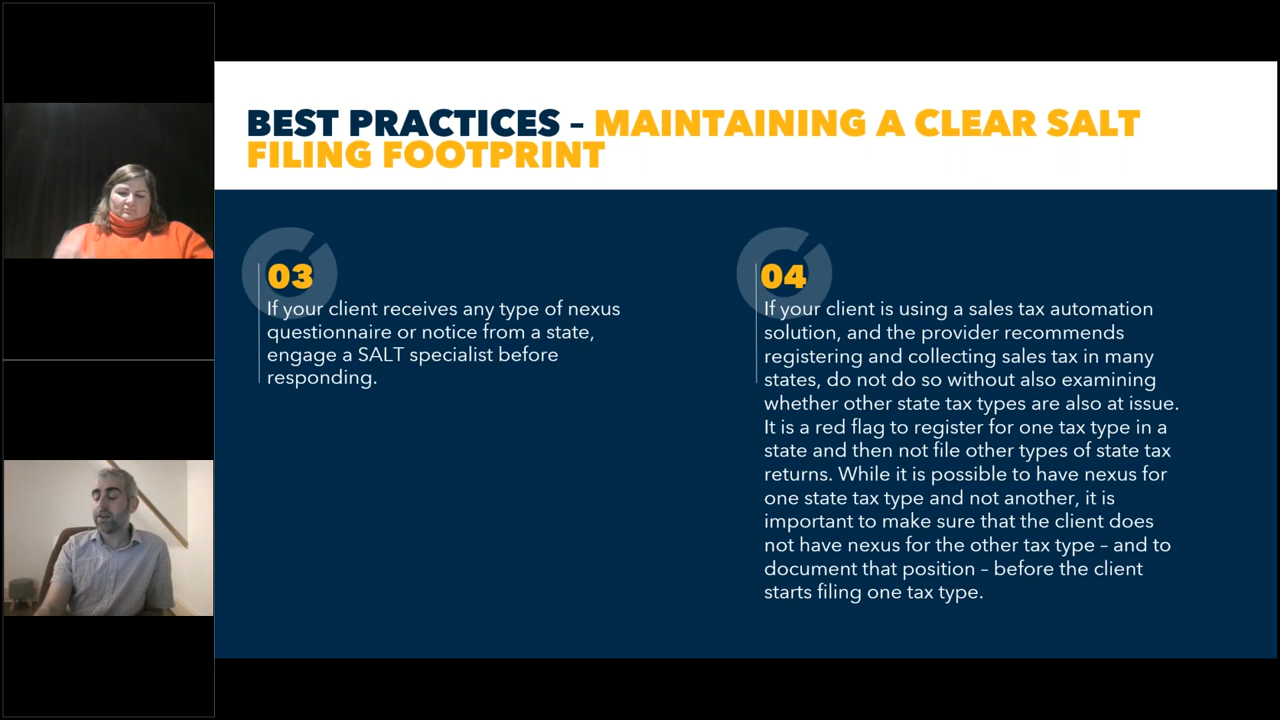 BEST PRACTICES – MAINTAINING A CLEAR SALT
FILING FOOTPRINT
03
If your client receives any type of nexus
questionnaire or notice from a state,
engage a SALT specialist before
responding.
04
If your client is using a sales tax automation
solution, and the provider recommends
registering and collecting sales tax in many
states, do not do so without also examining
whether other state tax types are also at issue.
It is a red flag to register for one tax type in a
state and then not file other types of state tax
returns. While it is possible to have nexus for
one state tax type and not another, it is
important to make sure that the client does
not have nexus for the other tax type – and to
document that position – before the client
starts filing one tax type.